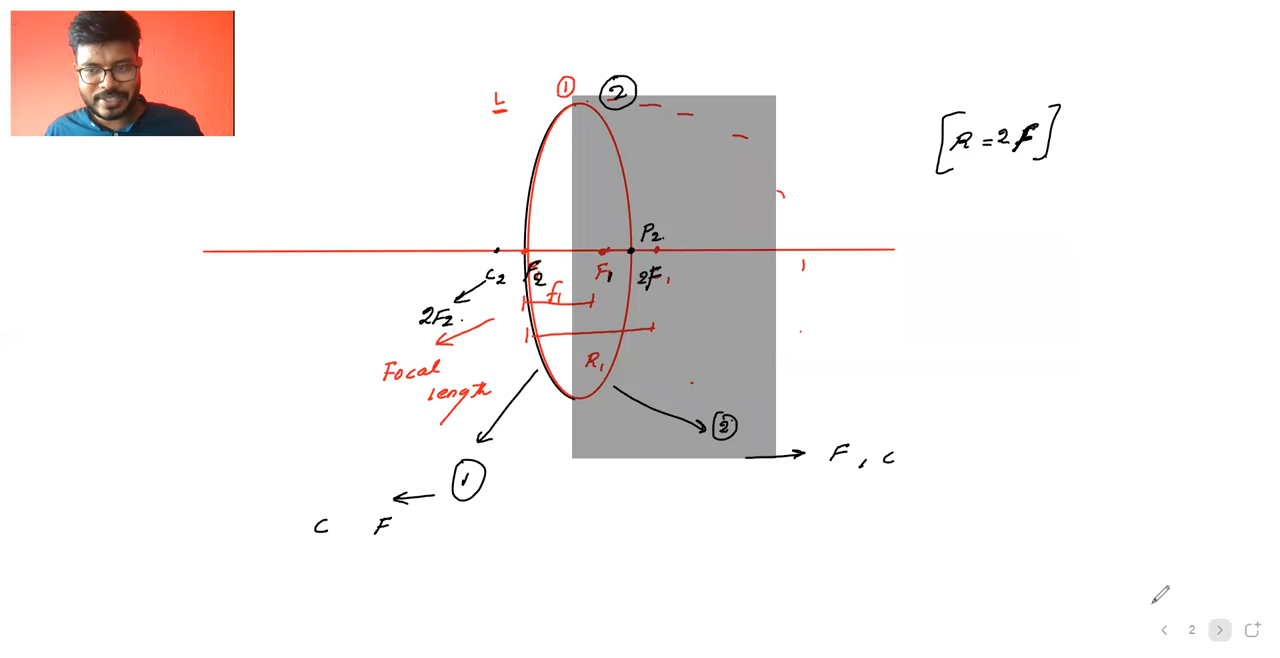 L
①
②
[R = 2F]
P₂
C₂
F₂
F₁
2F₁
f₁
2F₂.
R₁
Focal
length
②
F, C
①
C F
2